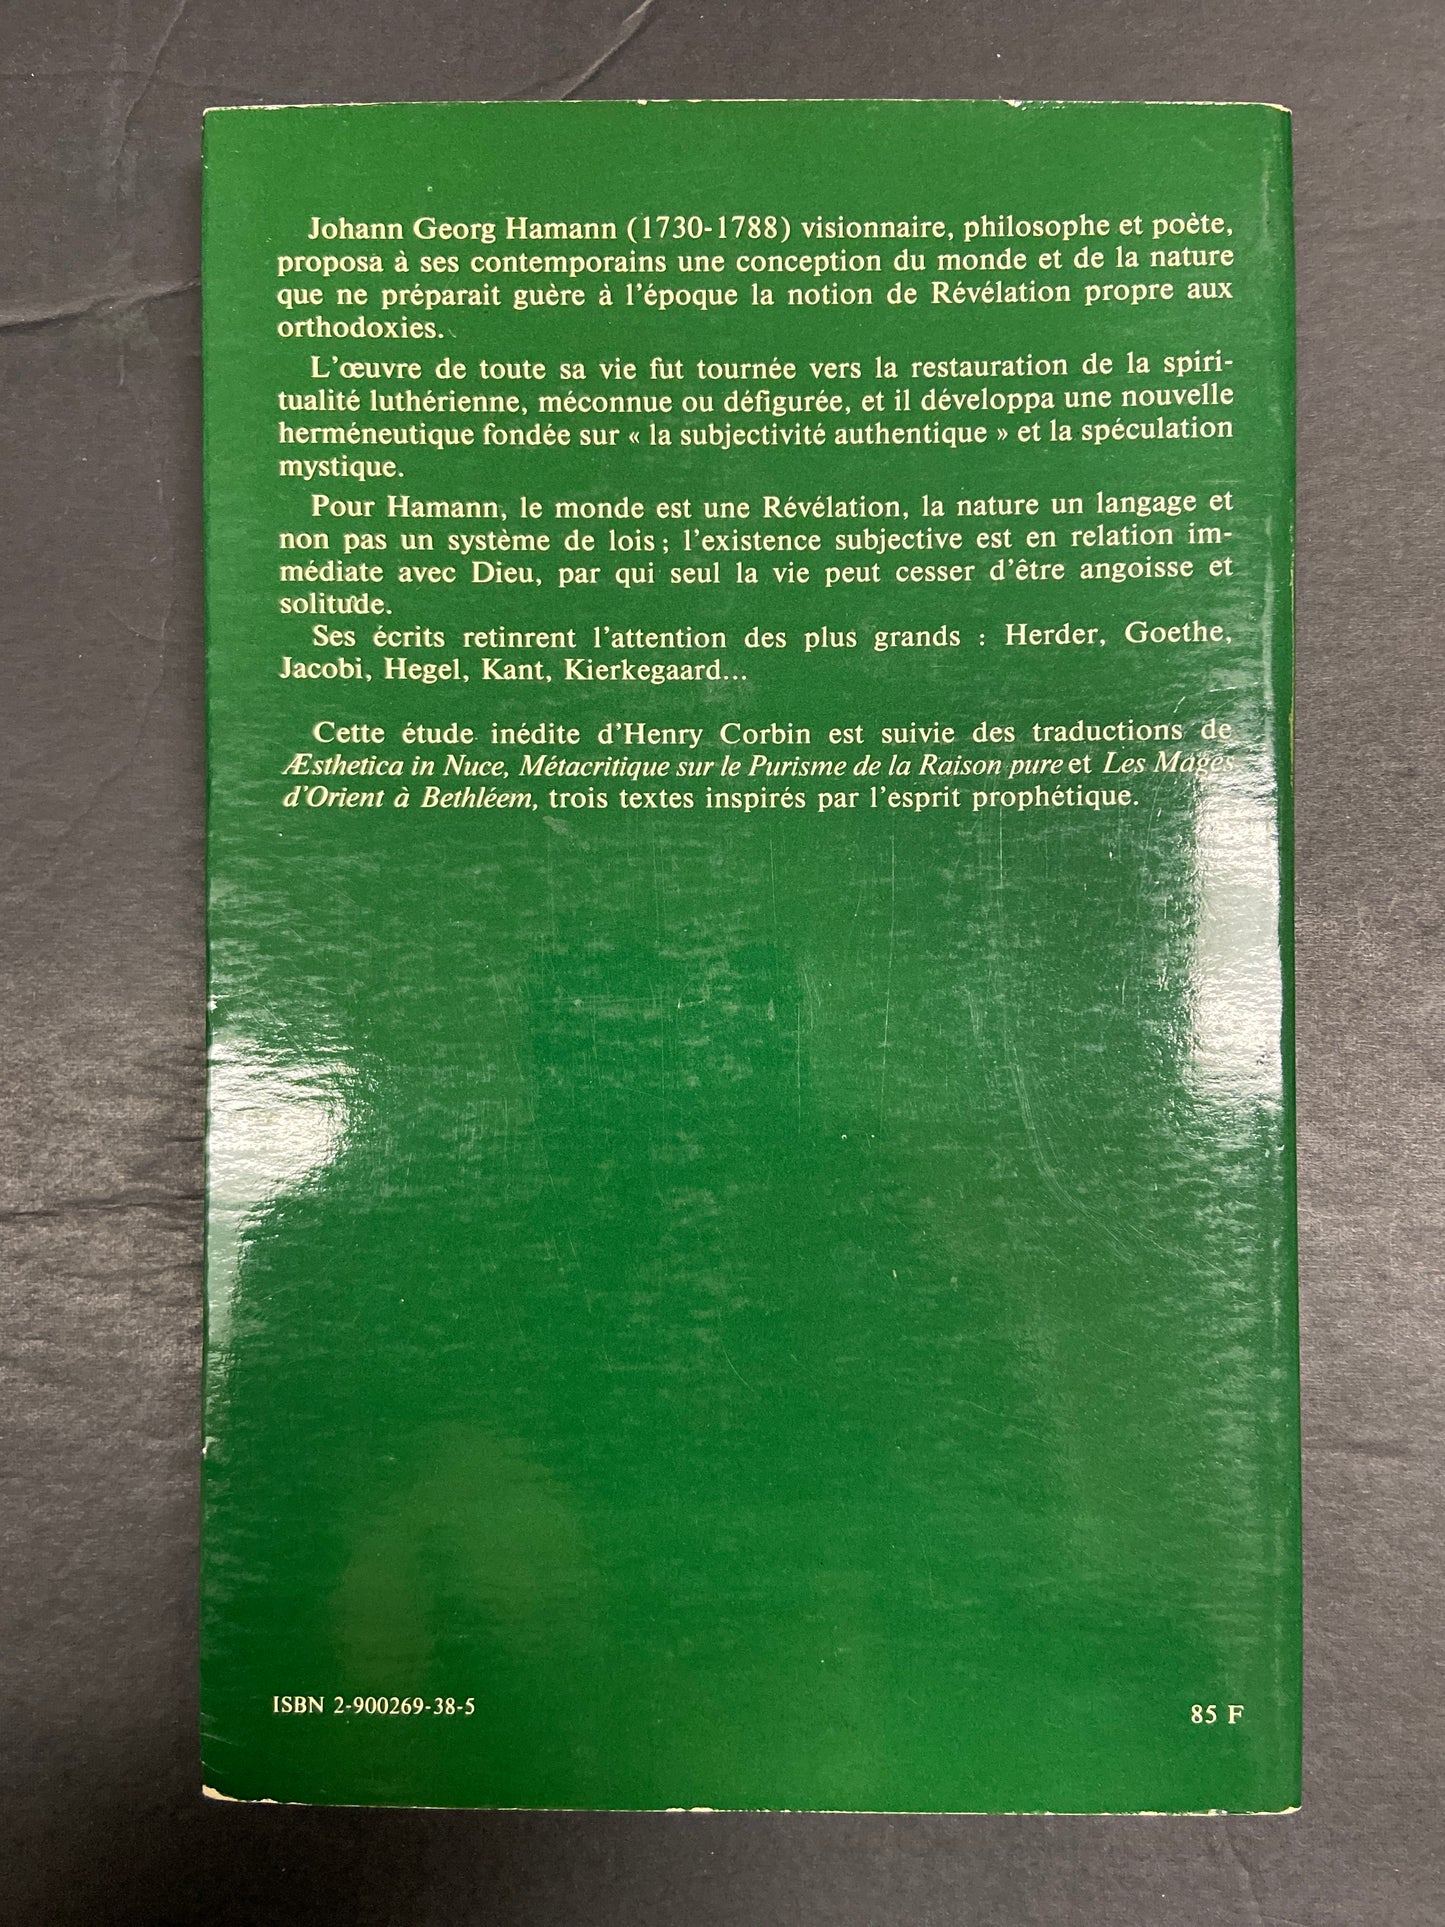 Johann Georg Hamann (1730-1788) visionnaire, philosophe et poète,
proposa à ses contemporains une conception du monde et de la nature
que ne préparait guère à l'époque la notion de Révélation propre aux
orthodoxies.
L'œuvre de toute sa vie fut tournée vers la restauration de la spiri-
tualité luthérienne, méconnue ou défigurée, et il développa une nouvelle
herméneutique fondée sur « la subjectivité authentique » et la spéculation
mystique.
Pour Hamann, le monde est une Révélation, la nature un langage et
non pas un système de lois ; l'existence subjective est en relation im-
médiate avec Dieu, par qui seul la vie peut cesser d'être angoisse et
solitude.
Ses écrits retinrent l'attention des plus grands : Herder, Goethe,
Jacobi, Hegel, Kant, Kierkegaard...
Cette étude inédite d'Henry Corbin est suivie des traductions de
Æsthetica in Nuce, Métacritique sur le Purisme de la Raison pure et Les Mages
d'Orient à Bethléem, trois textes inspirés par l'esprit prophétique.
ISBN 2-900269-38-5
85 F